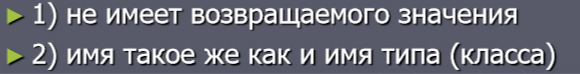 1) не имеет возвращаемого значения
2) имя такое же как и имя типа (класса)